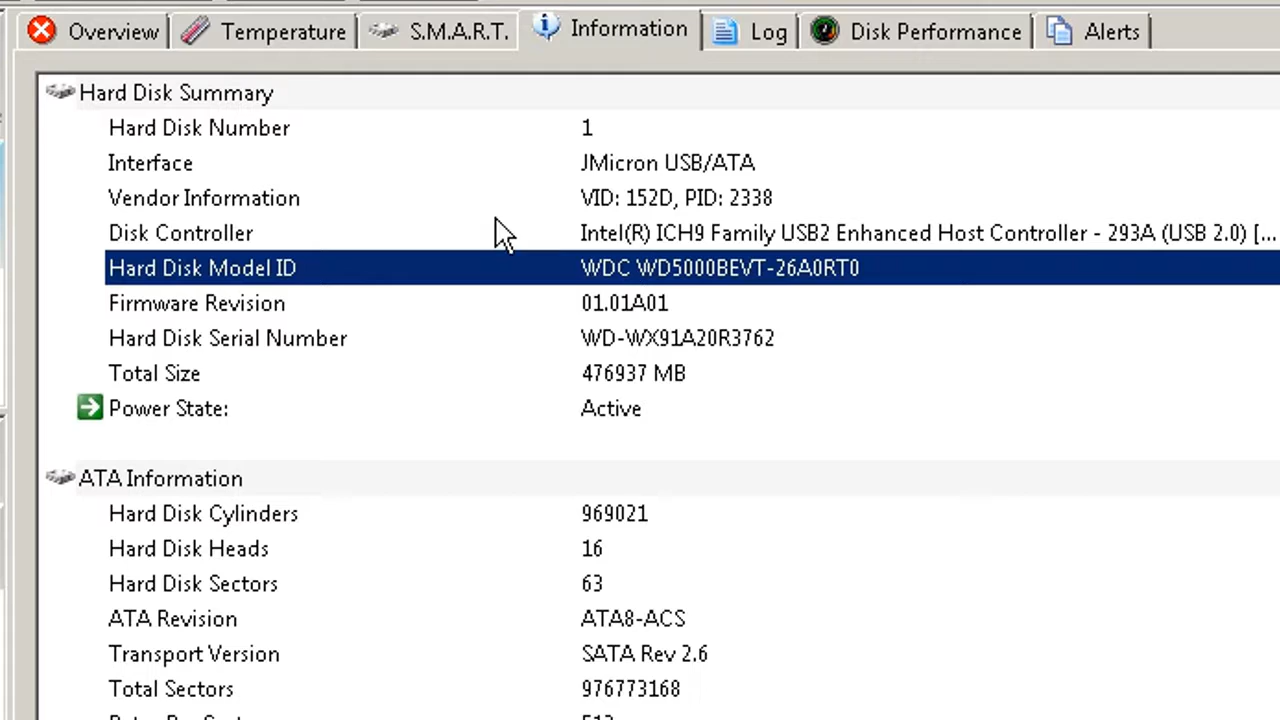 Overview Temperature S.M.A.R.T. Information Log Disk Performance Alerts
Hard Disk Summary
Hard Disk Number 1
Interface JMicron USB/ATA
Vendor Information VID: 152D, PID: 2338
Disk Controller Intel(R) ICH9 Family USB2 Enhanced Host Controller - 293A (USB 2.0) [...
Hard Disk Model ID WDC WD5000BEVT-26A0RT0
Firmware Revision 01.01A01
Hard Disk Serial Number WD-WX91A20R3762
Total Size 476937 MB
Power State: Active
ATA Information
Hard Disk Cylinders 969021
Hard Disk Heads 16
Hard Disk Sectors 63
ATA Revision ATA8-ACS
Transport Version SATA Rev 2.6
Total Sectors 976773168